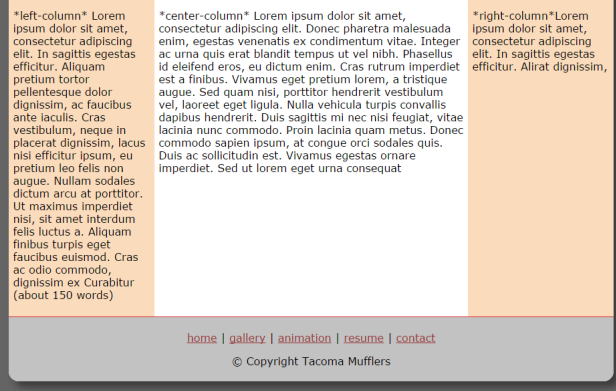 *left-column* Lorem
ipsum dolor sit amet,
consectetur adipiscing
elit. In sagittis egestas
efficitur. Aliquam
pretium tortor
pellentesque dolor
dignissim, ac faucibus
ante iaculis. Cras
vestibulum, neque in
placerat dignissim, lacus
nisi efficitur ipsum, eu
pretium leo felis non
augue. Nullam sodales
dictum arcu at porttitor.
Ut maximus imperdiet
nisi, sit amet interdum
felis luctus a. Aliquam
finibus turpis eget
faucibus euismod. Cras
ac odio commodo,
dignissim ex Curabitur
(about 150 words)
*center-column* Lorem ipsum dolor sit amet,
consectetur adipiscing elit. Donec pharetra malesuada
enim, egestas venenatis ex condimentum vitae. Integer
ac urna quis erat blandit tempus ut vel nibh. Phasellus
id eleifend eros, eu dictum enim. Cras rutrum imperdiet
est a finibus. Vivamus eget pretium lorem, a tristique
augue. Sed quam nisi, porttitor hendrerit vestibulum
vel, laoreet eget ligula. Nulla vehicula turpis convallis
dapibus hendrerit. Duis sagittis mi nec nisi feugiat, vitae
lacinia nunc commodo. Proin lacinia quam metus. Donec
commodo sapien ipsum, at congue orci sodales quis.
Duis ac sollicitudin est. Vivamus egestas ornare
imperdiet. Sed ut lorem eget urna consequat
*right-column*Lorem
ipsum dolor sit amet,
consectetur adipiscing
elit. In sagittis egestas
efficitur. Alirat dignissim,
home | gallery | animation | resume | contact
© Copyright Tacoma Mufflers